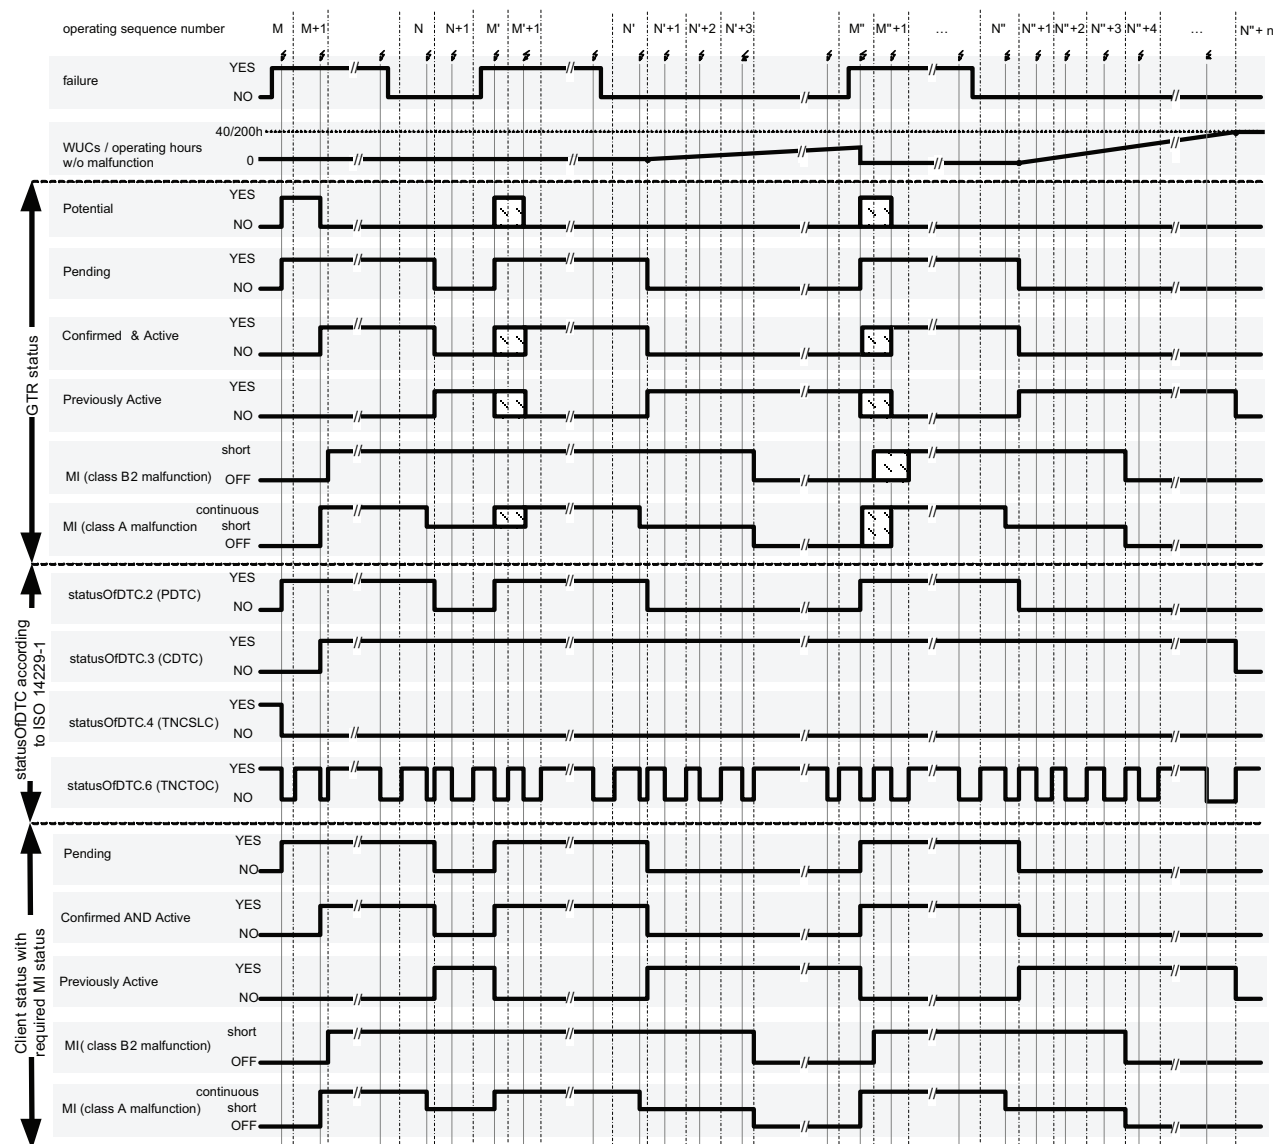 operating sequence number M M+1 N N+1 M' M'+1 N' N'+1 N'+2 N'+3 M" M"+1 ... N" N"+1 N"+2 N"+3 N"+4 ... N"+ n
failure YES
NO
WUCs / operating hours
w/o malfunction 40/200h
0
GTR status
Potential YES
NO
Pending YES
NO
Confirmed & Active YES
NO
Previously Active YES
NO
MI (class B2 malfunction) short
OFF
MI (class A malfunction continuous
short
OFF
statusOfDTC according
to ISO 14229-1
statusOfDTC.2 (PDTC) YES
NO
statusOfDTC.3 (CDTC) YES
NO
statusOfDTC.4 (TNCSLC) YES
NO
statusOfDTC.6 (TNCTOC) YES
NO
Client status with
required MI status
Pending YES
NO
Confirmed AND Active YES
NO
Previously Active YES
NO
MI( class B2 malfunction) short
OFF
MI (class A malfunction) continuous
short
OFF